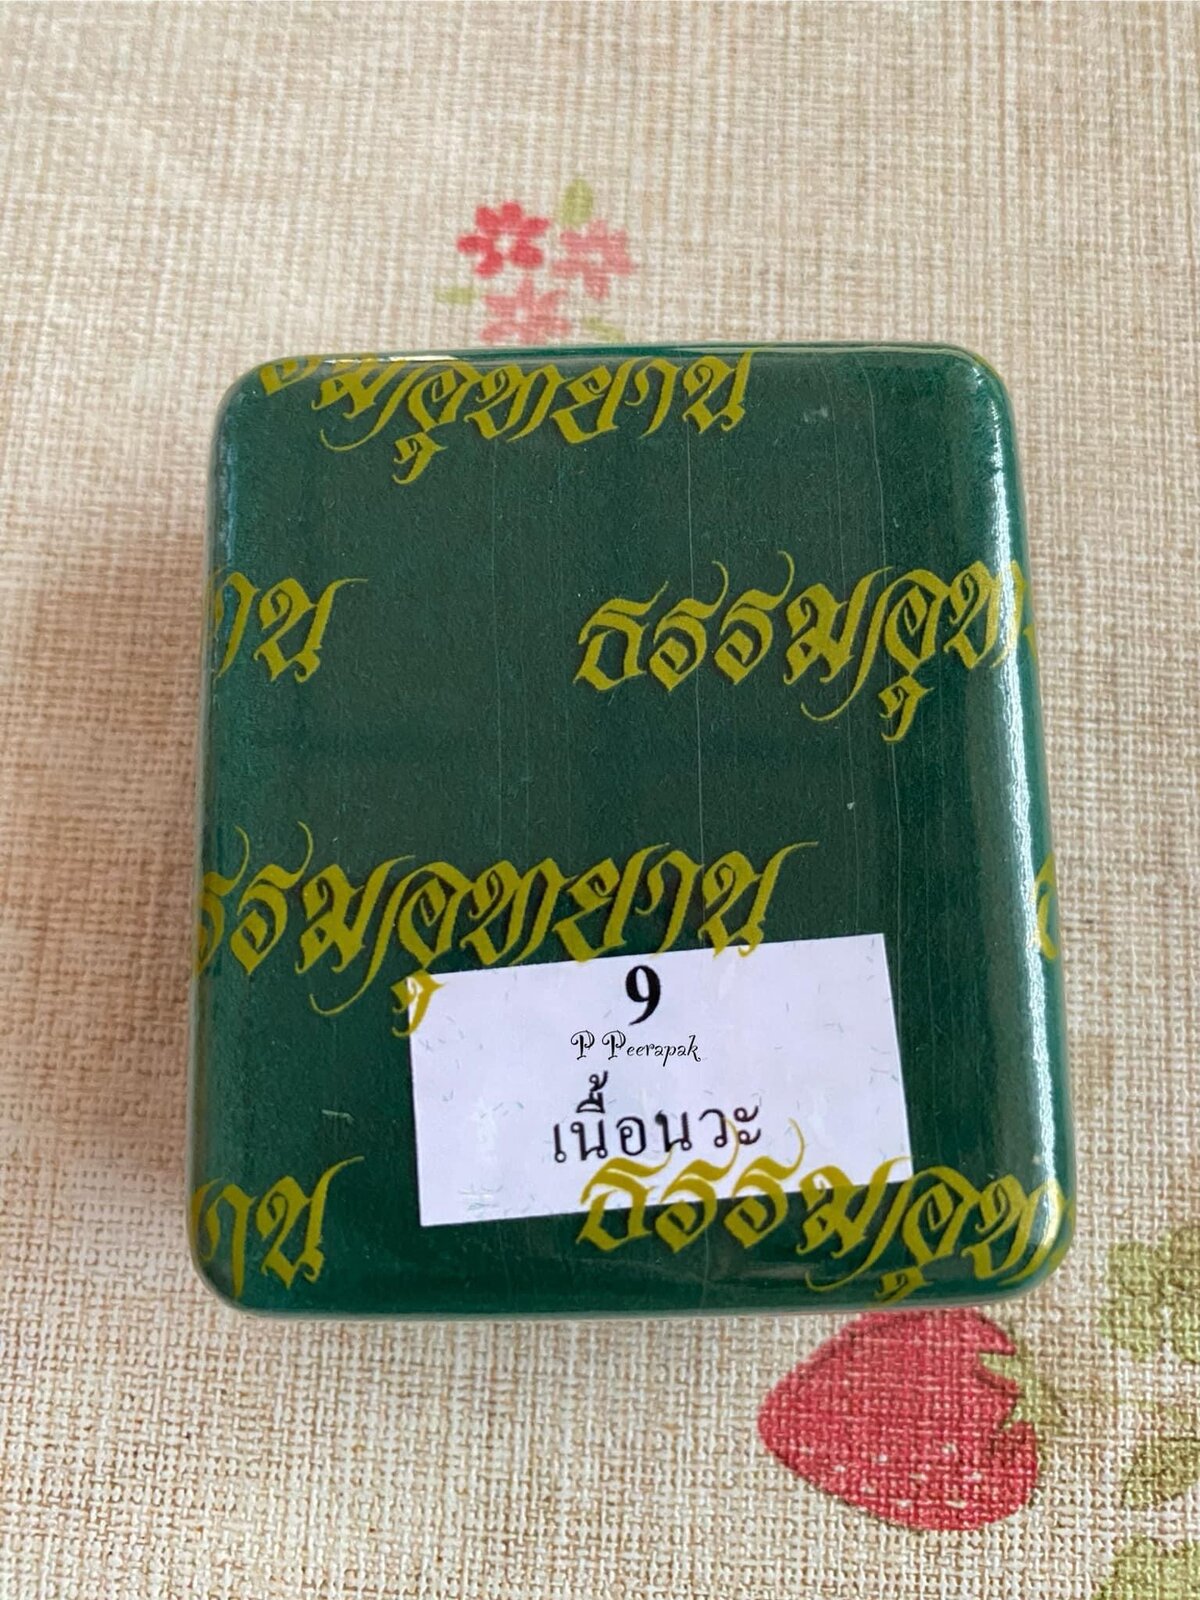 ธรรมอุทยาน
ยาน ธรรมอุท
ธรรมอุทยาน
9
P Peerapak
เนื้อนวะ
ยาน ธรรมอุท